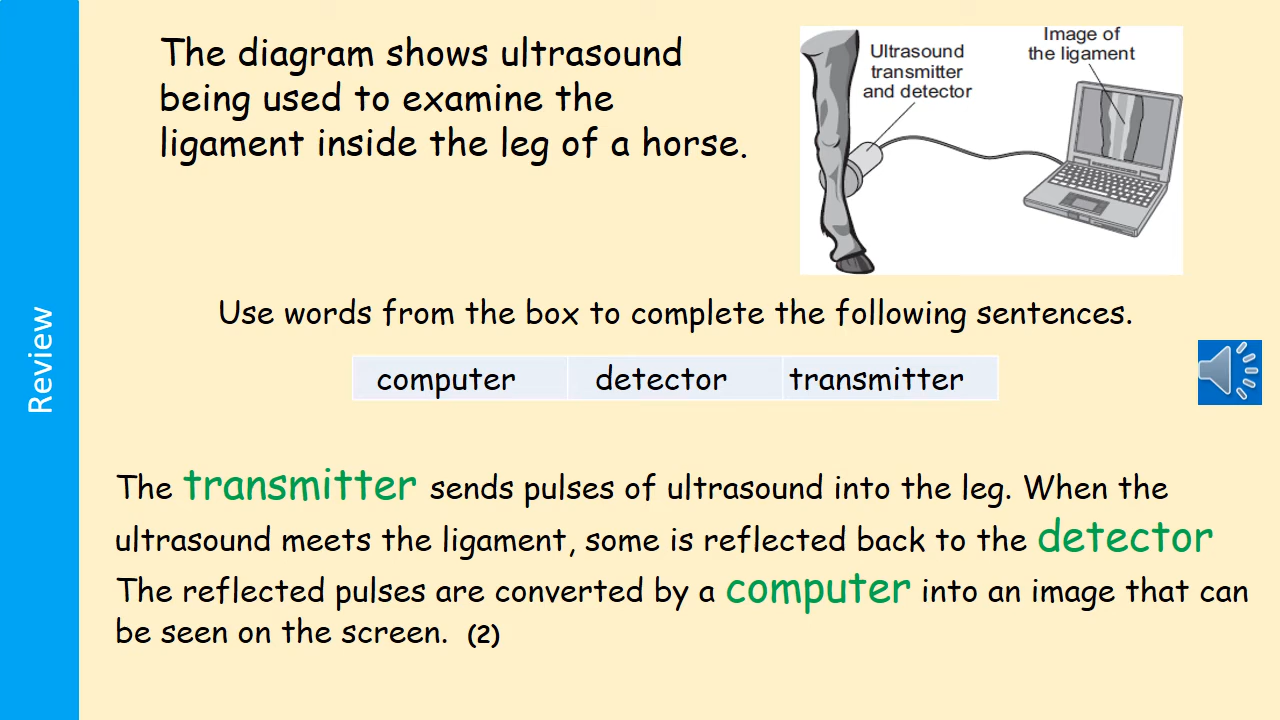 The diagram shows ultrasound
being used to examine the
ligament inside the leg of a horse.
Ultrasound
transmitter
and detector
Image of
the ligament
Review
Use words from the box to complete the following sentences.
computer detector transmitter
The transmitter sends pulses of ultrasound into the leg. When the
ultrasound meets the ligament, some is reflected back to the detector
The reflected pulses are converted by a computer into an image that can
be seen on the screen. (2)